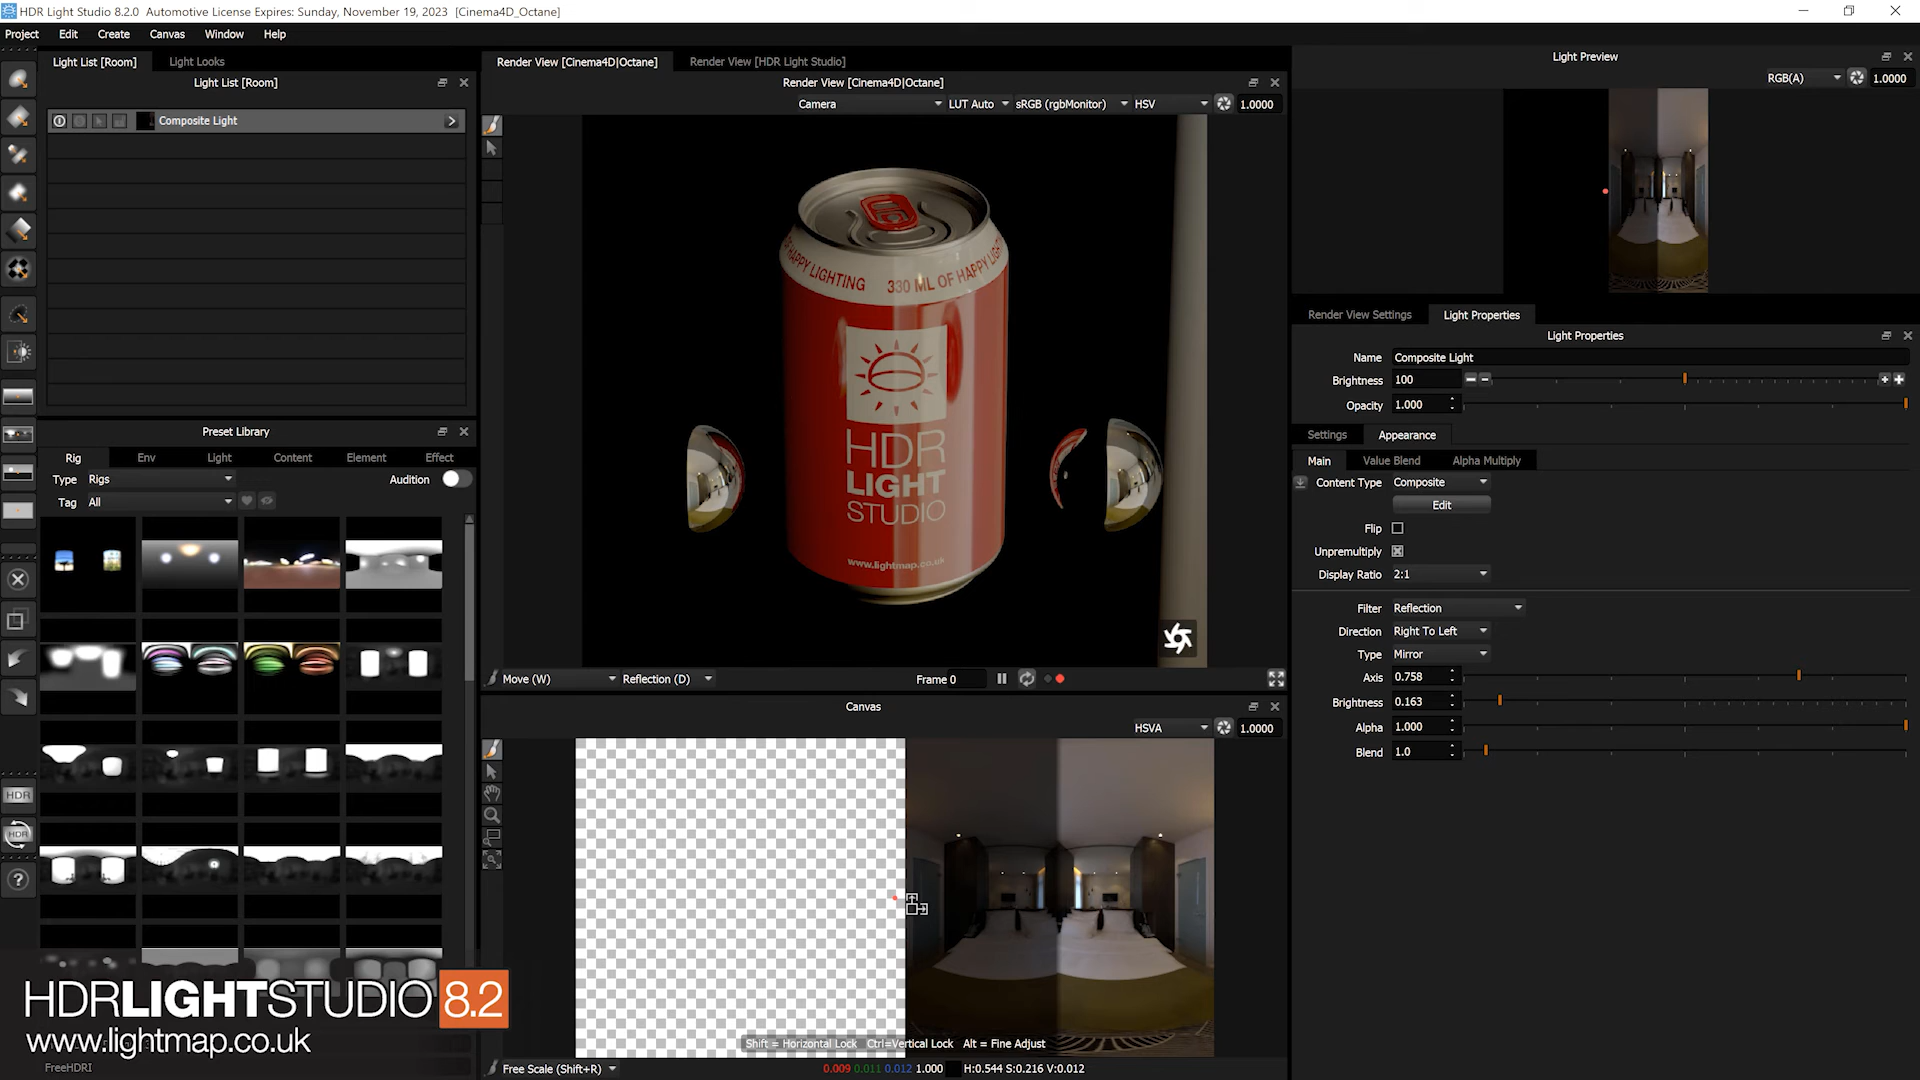 HDR Light Studio 8.2.0  Automotive License Expires: Sunday, November 19, 2023  [Cinema4D_Octane]
Project Edit Create Canvas Window Help
Light List [Room] Light Looks
Light List [Room]
Composite Light
Preset Library
Rig Env Light Content Element Effect
Type Rigs Audition
Tag All
HDR
HDR
HDRLIGHTSTUDIO 8.2
www.lightmap.co.uk
FreeHDRI
Render View [Cinema4D|Octane] Render View [HDR Light Studio]
Render View [Cinema4D|Octane]
Camera LUT Auto sRGB (rgbMonitor) HSV 1.0000
HAPPY LIGHTING 330 ML OF HAPPY
HDR
LIGHT
STUDIO
www.lightmap.co.uk
Move (W) Reflection (D) Frame 0
Canvas
HSVA 1.0000
Shift = Horizontal Lock Ctrl=Vertical Lock Alt = Fine Adjust
Free Scale (Shift+R) 0.009 0.011 0.012 1.000 H:0.544 S:0.216 V:0.012
Light Preview
RGB(A) 1.0000
Render View Settings Light Properties
Light Properties
Name Composite Light
Brightness 100
Opacity 1.000
Settings Appearance
Main Value Blend Alpha Multiply
Content Type Composite
Edit
Flip
Unpremultiply
Display Ratio 2:1
Filter Reflection
Direction Right To Left
Type Mirror
Axis 0.758
Brightness 0.163
Alpha 1.000
Blend 1.0